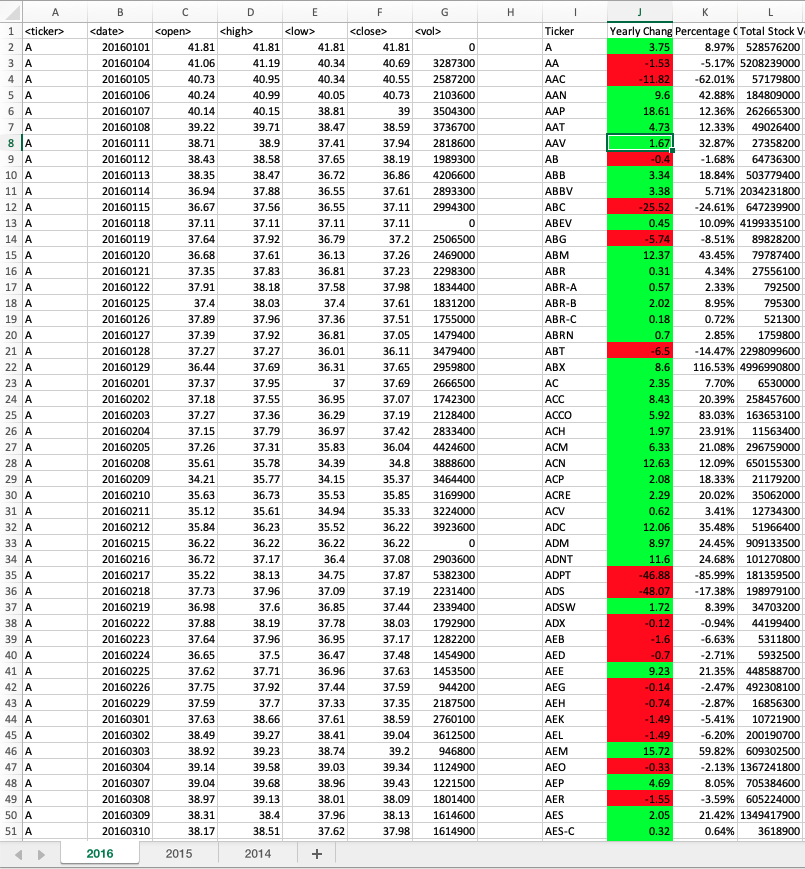 A B C D E F G H I J K L
1 <ticker> <date> <open> <high> <low> <close> <vol> Ticker Yearly Chang Percentage ( Total Stock V
2 A 20160101 41.81 41.81 41.81 41.81 0 A 3.75 8.97% 528576200
3 A 20160104 41.06 41.19 40.34 40.69 3287300 AA -1.53 -5.17% 5208239000
4 A 20160105 40.73 40.95 40.34 40.55 2587200 AAC -11.82 -62.01% 57179800
5 A 20160106 40.24 40.99 40.05 40.73 2103600 AAN 9.6 42.88% 184809000
6 A 20160107 40.14 40.15 38.81 39 3504300 AAP 18.61 12.36% 262665300
7 A 20160108 39.22 39.71 38.47 38.59 3736700 AAT 4.73 12.33% 49026400
8 A 20160111 38.71 38.9 37.41 37.94 2818600 AAV 1.67 32.87% 27358200
9 A 20160112 38.43 38.58 37.65 38.19 1989300 AB -0.4 -1.68% 64736300
10 A 20160113 38.35 38.47 36.72 36.86 4206600 ABB 3.34 18.84% 503779400
11 A 20160114 36.94 37.88 36.55 37.61 2893300 ABBV 3.38 5.71% 2034231800
12 A 20160115 36.67 37.56 36.55 37.11 2994300 ABC -25.52 -24.61% 647239900
13 A 20160118 37.11 37.11 37.11 37.11 0 ABEV 0.45 10.09% 4199335100
14 A 20160119 37.64 37.92 36.79 37.2 2506500 ABG -5.74 -8.51% 89828200
15 A 20160120 36.68 37.61 36.13 37.26 2469000 ABM 12.37 43.45% 79787400
16 A 20160121 37.35 37.83 36.81 37.23 2298300 ABR 0.31 4.34% 27556100
17 A 20160122 37.91 38.18 37.58 37.98 1834400 ABR-A 0.57 2.33% 792500
18 A 20160125 37.4 38.03 37.4 37.61 1831200 ABR-B 2.02 8.95% 795300
19 A 20160126 37.89 37.96 37.36 37.51 1755000 ABR-C 0.18 0.72% 521300
20 A 20160127 37.39 37.92 36.81 37.05 1479400 ABRN 0.7 2.85% 1759800
21 A 20160128 37.27 37.27 36.01 36.11 3479400 ABT -6.5 -14.47% 2298099600
22 A 20160129 36.44 37.69 36.31 37.65 2959800 ABX 8.6 116.53% 4996990800
23 A 20160201 37.37 37.95 37 37.69 2666500 AC 2.35 7.70% 6530000
24 A 20160202 37.18 37.55 36.95 37.07 1742300 ACC 8.43 20.39% 258457600
25 A 20160203 37.27 37.36 36.29 37.19 2128400 ACCO 5.92 83.03% 163653100
26 A 20160204 37.15 37.79 36.97 37.42 2833400 ACH 1.97 23.91% 11563400
27 A 20160205 37.26 37.31 35.83 36.04 4424600 ACM 6.33 21.08% 296759000
28 A 20160208 35.61 35.78 34.39 34.8 3888600 ACN 12.63 12.09% 650155300
29 A 20160209 34.21 35.77 34.15 35.37 3464400 ACP 2.08 18.33% 21179200
30 A 20160210 35.63 36.73 35.53 35.85 3169900 ACRE 2.29 20.02% 35062000
31 A 20160211 35.12 35.61 34.94 35.33 3224000 ACV 0.62 3.41% 12734300
32 A 20160212 35.84 36.23 35.52 36.22 3923600 ADC 12.06 35.48% 51966400
33 A 20160215 36.22 36.22 36.22 36.22 0 ADM 8.97 24.45% 909133500
34 A 20160216 36.72 37.17 36.4 37.08 2903600 ADNT 11.6 24.68% 101270800
35 A 20160217 35.22 38.13 34.75 37.87 5382300 ADPT -46.88 -85.99% 181359500
36 A 20160218 37.73 37.96 37.09 37.19 2231400 ADS -48.07 -17.38% 198979100
37 A 20160219 36.98 37.6 36.85 37.44 2339400 ADSW 1.72 8.39% 34703200
38 A 20160222 37.88 38.19 37.78 38.03 1792900 ADX -0.12 -0.94% 44199400
39 A 20160223 37.64 37.96 36.95 37.17 1282200 AEB -1.6 -6.63% 5311800
40 A 20160224 36.65 37.5 36.47 37.48 1454900 AED -0.7 -2.71% 5932500
41 A 20160225 37.62 37.71 36.96 37.63 1453500 AEE 9.23 21.35% 448588700
42 A 20160226 37.75 37.92 37.44 37.59 944200 AEG -0.14 -2.47% 492308100
43 A 20160229 37.59 37.7 37.33 37.35 2187500 AEH -0.74 -2.87% 16856300
44 A 20160301 37.63 38.66 37.61 38.59 2760100 AEK -1.49 -5.41% 10721900
45 A 20160302 38.49 39.27 38.41 39.04 3612500 AEL -1.49 -6.20% 200190700
46 A 20160303 38.92 39.23 38.74 39.2 946800 AEM 15.72 59.82% 609302500
47 A 20160304 39.14 39.58 39.03 39.34 1124900 AEO -0.33 -2.13% 1367241800
48 A 20160307 39.04 39.68 38.96 39.43 1221500 AEP 4.69 8.05% 705384600
49 A 20160308 38.97 39.13 38.01 38.09 1801400 AER -1.55 -3.59% 605224000
50 A 20160309 38.31 38.4 37.96 38.13 1614600 AES 2.05 21.42% 1349417900
51 A 20160310 38.17 38.51 37.62 37.98 1614900 AES-C 0.32 0.64% 3618900
2016 2015 2014 +